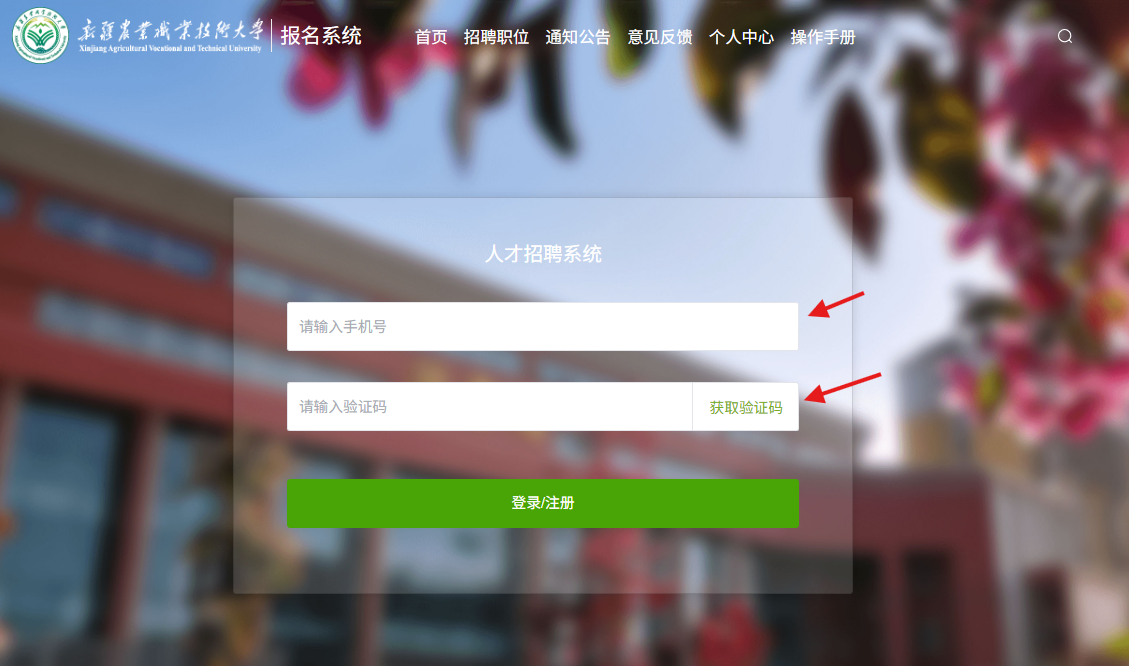 新疆农业职业技术大学
Xinjiang Agricultural Vocational and Technical University
报名系统
首页 招聘职位 通知公告 意见反馈 个人中心 操作手册
人才招聘系统
请输入手机号
请输入验证码 获取验证码
登录/注册